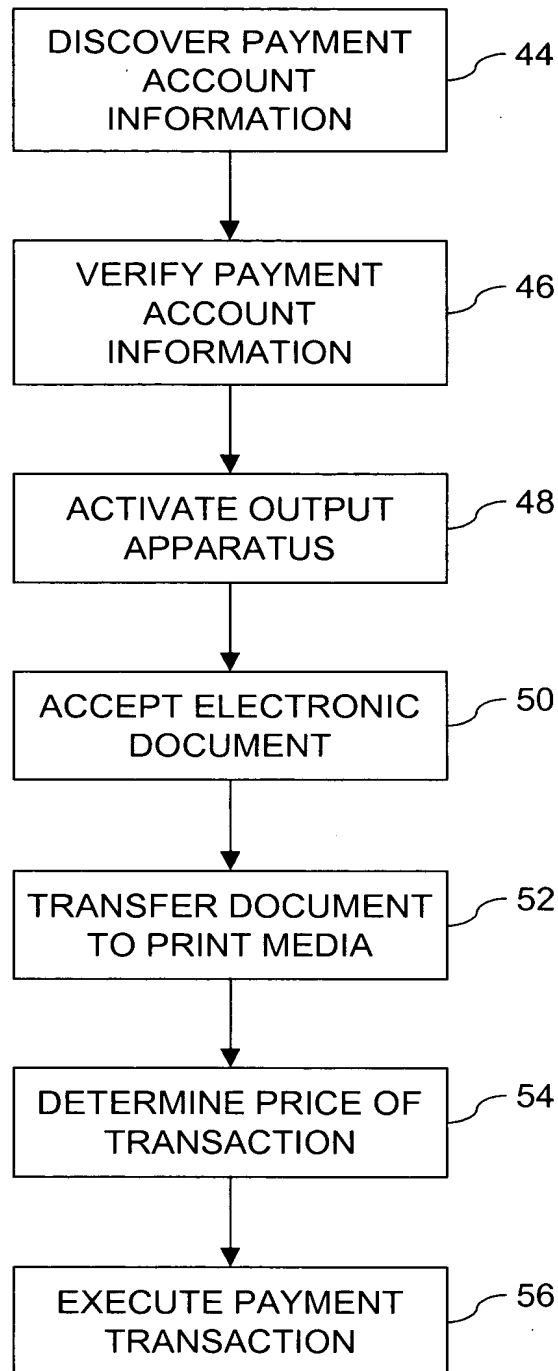 DISCOVER PAYMENT
ACCOUNT
INFORMATION
44
VERIFY PAYMENT
ACCOUNT
INFORMATION
46
ACTIVATE OUTPUT
APPARATUS
48
ACCEPT ELECTRONIC
DOCUMENT
50
TRANSFER DOCUMENT
TO PRINT MEDIA
52
DETERMINE PRICE OF
TRANSACTION
54
EXECUTE PAYMENT
TRANSACTION
56